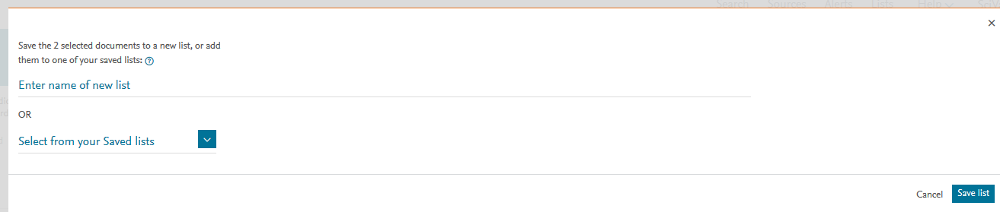 Search Sources Alerts Lists Help
Save the 2 selected documents to a new list, or add
them to one of your saved lists:
Enter name of new list
OR
Select from your Saved lists
Cancel Save list